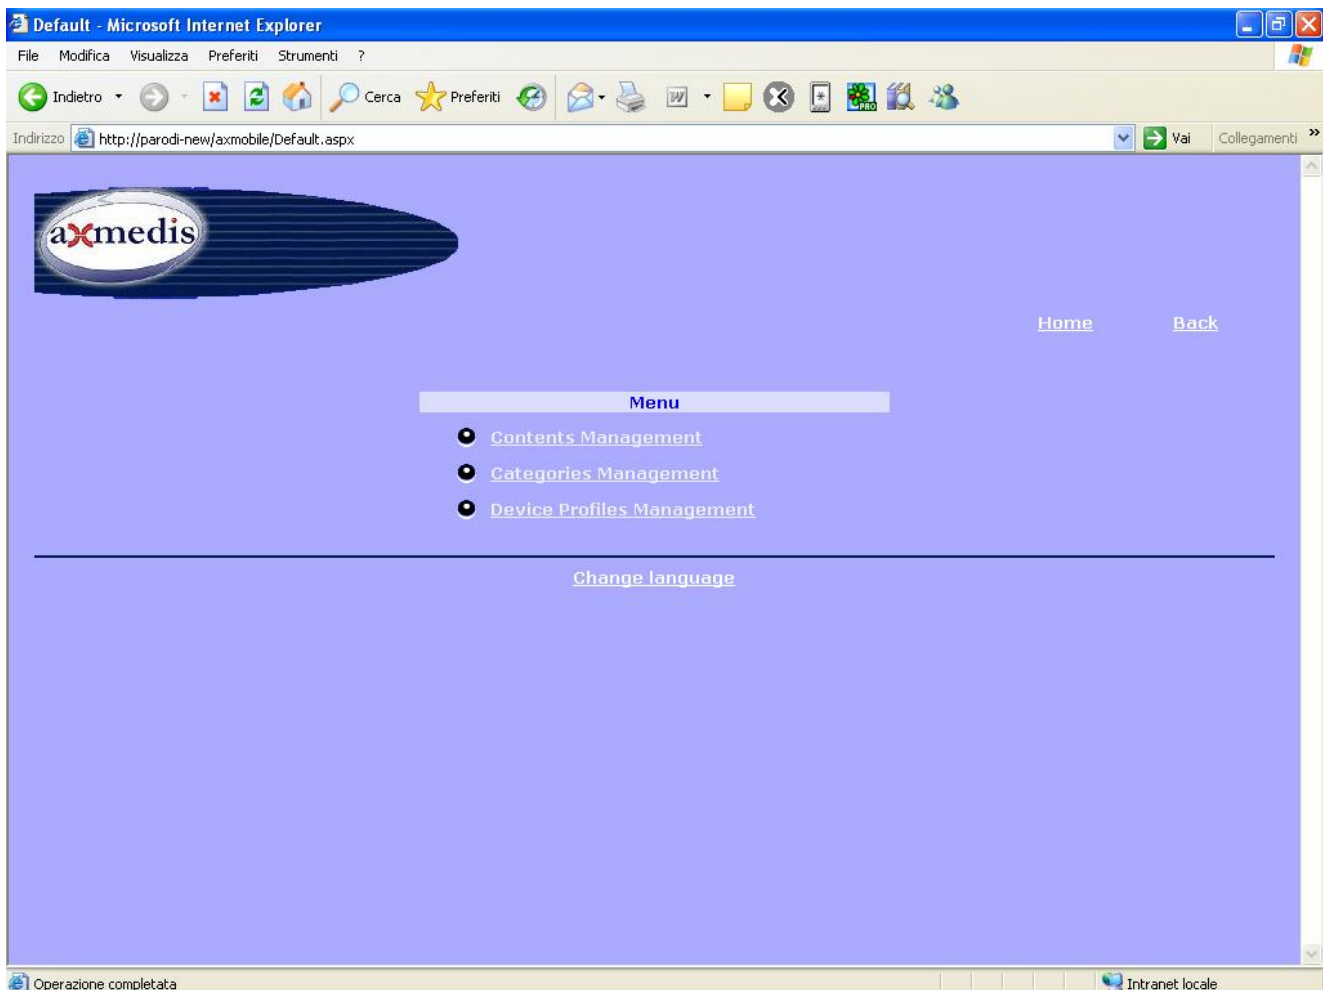 Default - Microsoft Internet Explorer
File Modifica Visualizza Preferiti Strumenti ?
Indietro Cerca Preferiti
Indirizzo http://parodi-new/axmobile/Default.aspx Vai Collegamenti »
axmedis
Home Back
Menu
Contents Management
Categories Management
Device Profiles Management
Change language
Operazione completata Intranet locale